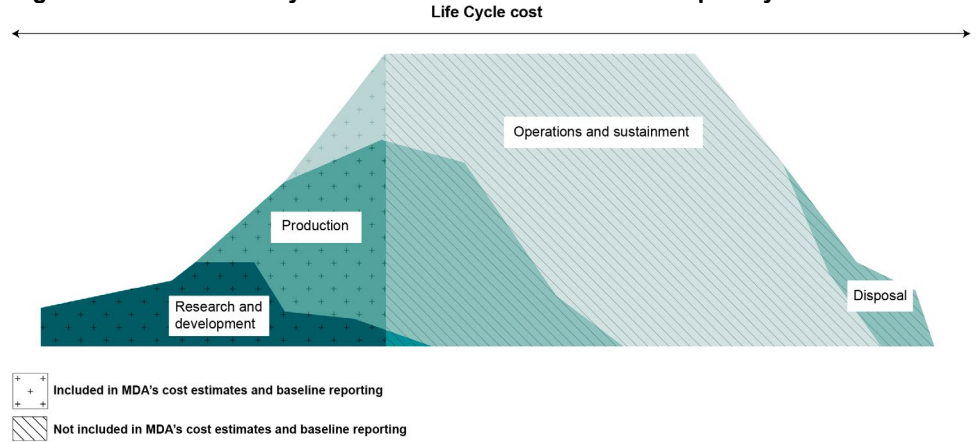 Life Cycle cost
Operations and sustainment
Production
Research and
development
Disposal
Included in MDA's cost estimates and baseline reporting
Not included in MDA's cost estimates and baseline reporting